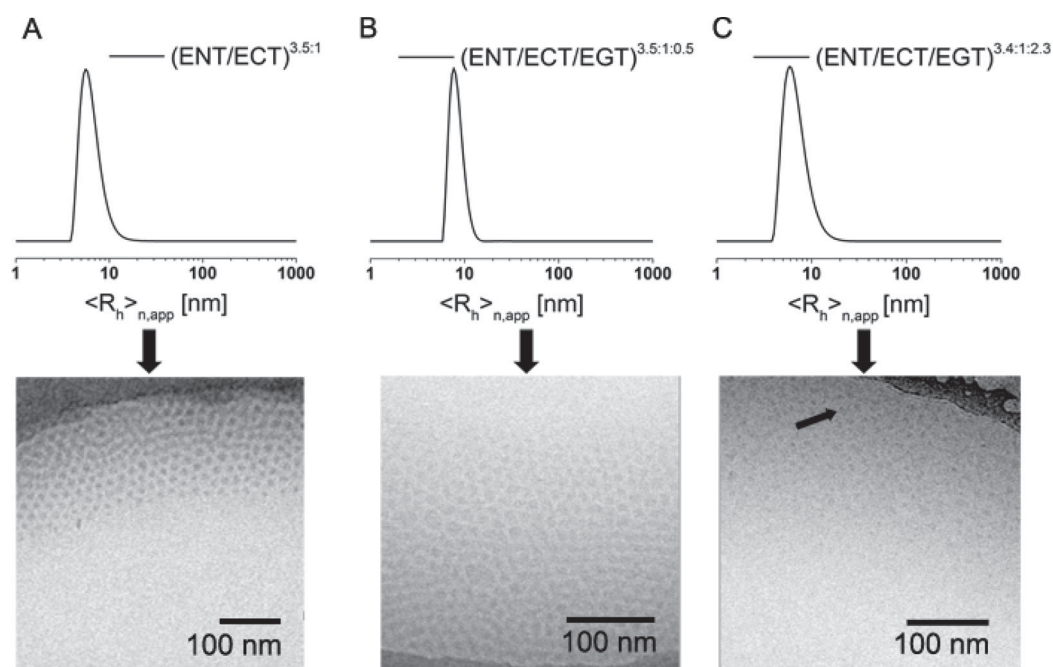 A
(ENT/ECT)3.5:1
1 10 100 1000
<Rh>n,app [nm]
100 nm
B
(ENT/ECT/EGT)3.5:1:0.5
1 10 100 1000
<Rh>n,app [nm]
100 nm
C
(ENT/ECT/EGT)3.4:1:2.3
1 10 100 1000
<Rh>n,app [nm]
100 nm